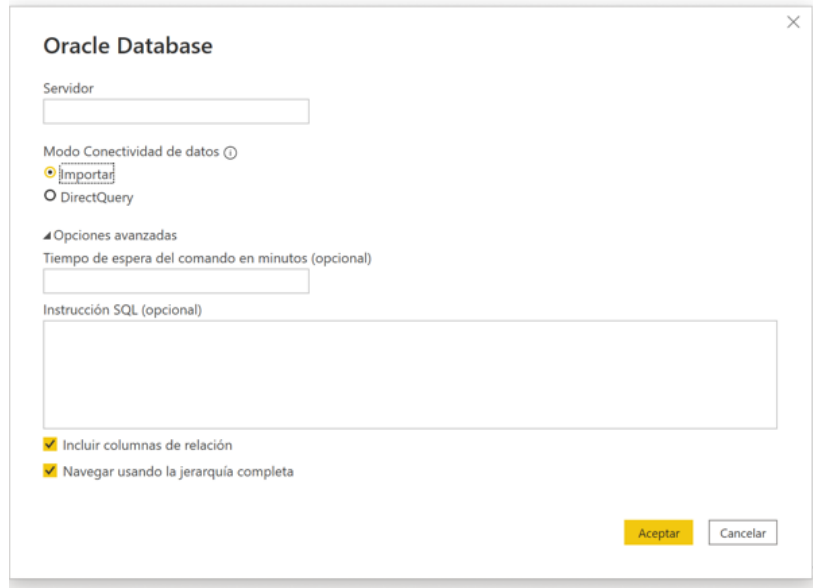 Oracle Database
Servidor
Modo Conectividad de datos
Importar
DirectQuery
Opciones avanzadas
Tiempo de espera del comando en minutos (opcional)
Instrucción SQL (opcional)
Incluir columnas de relación
Navegar usando la jerarquía completa
Aceptar Cancelar